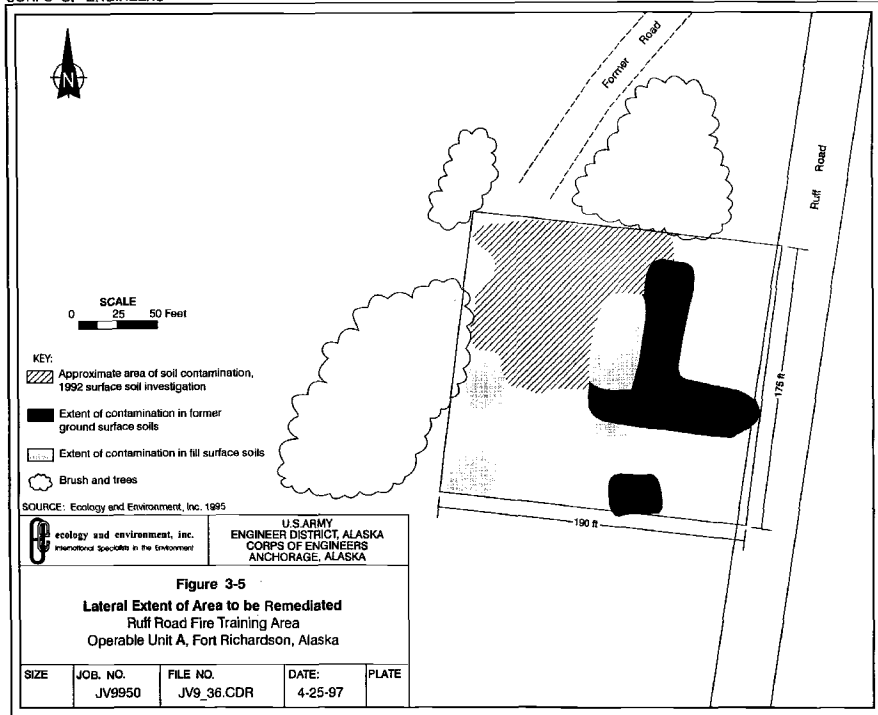 CORPS OF ENGINEERS
N
Former Road
Ruff Road
SCALE
0 25 50 Feet
KEY:
Approximate area of soil contamination,
1992 surface soil investigation
Extent of contamination in former
ground surface soils
Extent of contamination in fill surface soils
Brush and trees
175 ft
190 ft
SOURCE: Ecology and Environment, Inc. 1995
ecology and environment, inc.
International Specialists in the Environment
U.S.ARMY
ENGINEER DISTRICT, ALASKA
CORPS OF ENGINEERS
ANCHORAGE, ALASKA
Figure 3-5
Lateral Extent of Area to be Remediated
Ruff Road Fire Training Area
Operable Unit A, Fort Richardson, Alaska
SIZE
JOB. NO.
JV9950
FILE NO.
JV9_36.CDR
DATE:
4-25-97
PLATE